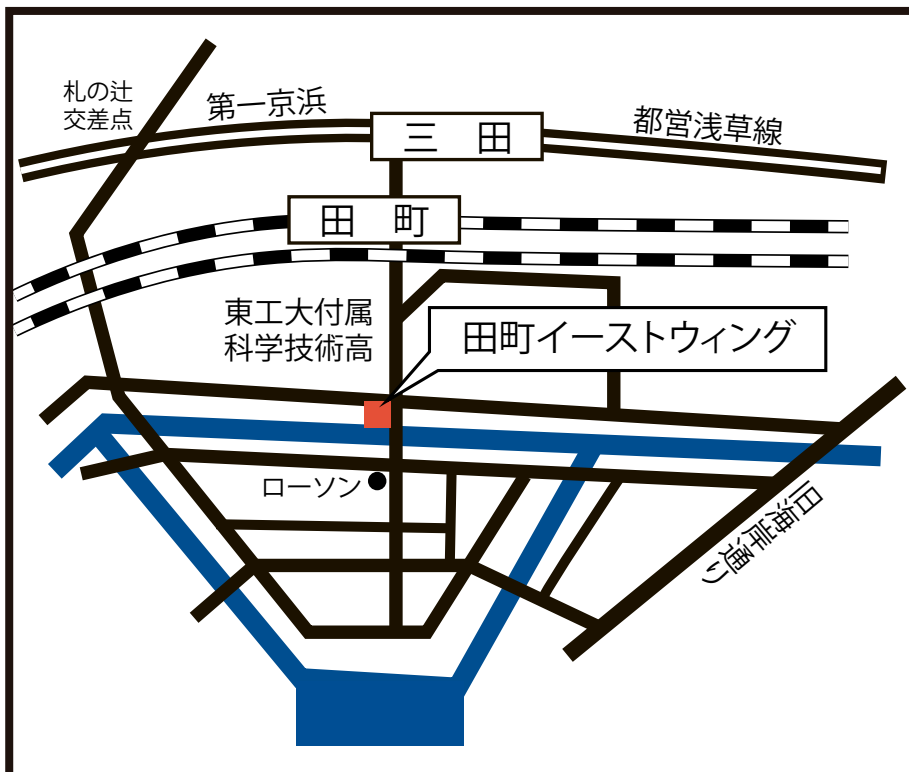 札の辻
交差点
第一京浜
三田
都営浅草線
田町
東工大付属
科学技術高
田町イーストウィング
ローソン
旧海岸通り